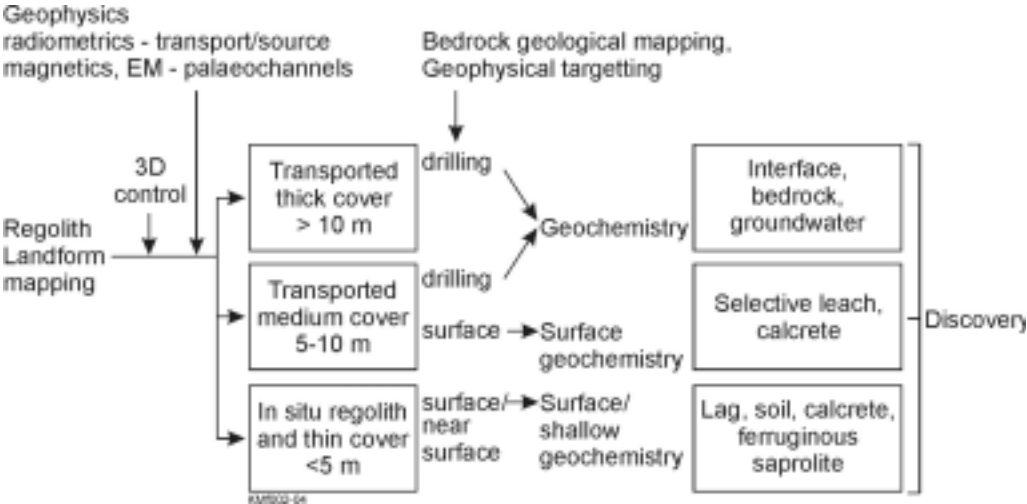 Geophysics
radiometrics - transport/source
magnetics, EM - palaeochannels
Bedrock geological mapping,
Geophysical targetting
3D
control
Regolith
Landform
mapping
Transported
thick cover
> 10 m
drilling
Geochemistry
Interface,
bedrock,
groundwater
Transported
medium cover
5-10 m
drilling
surface
Surface
geochemistry
Selective leach,
calcrete
Discovery
In situ regolith
and thin cover
<5 m
surface/
near
surface
Surface/
shallow
geochemistry
Lag, soil, calcrete,
ferruginous
saprolite